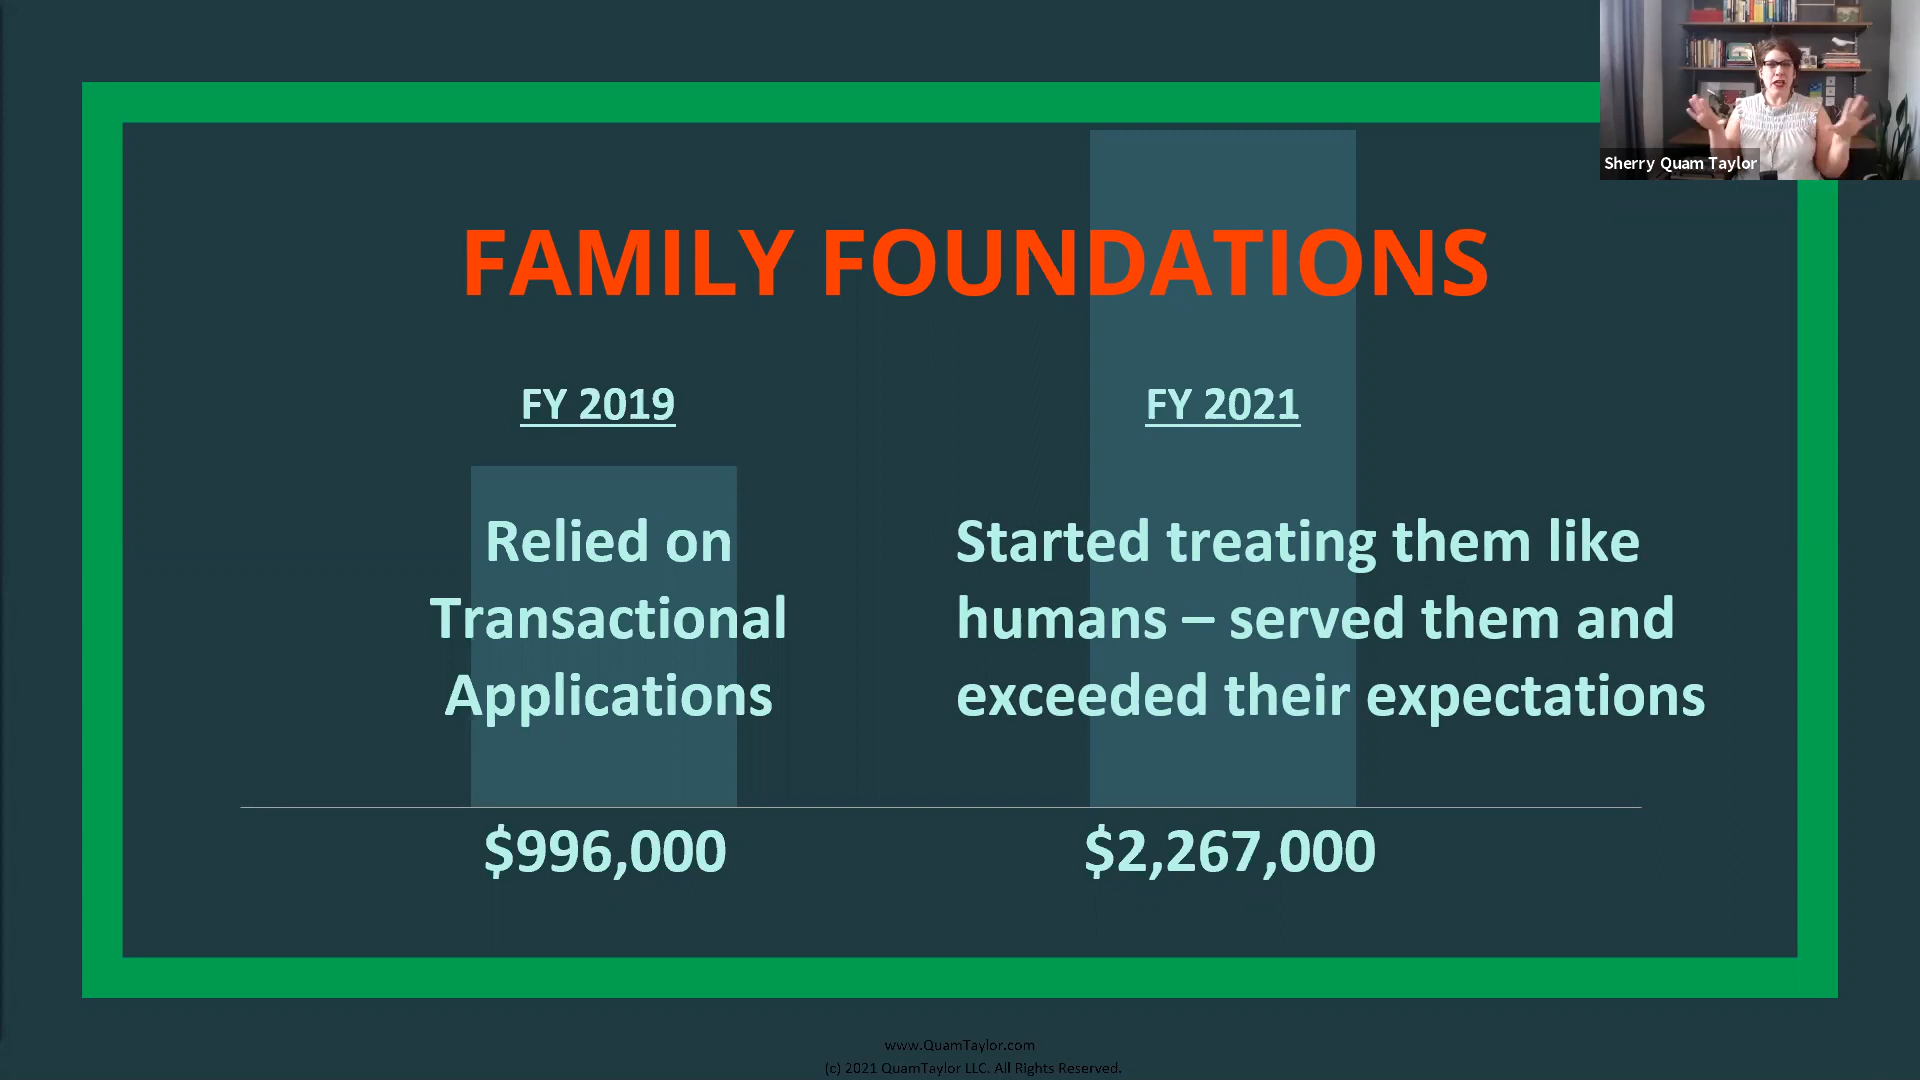 Sherry Quam Taylor
FAMILY FOUNDATIONS
FY 2019
Relied on
Transactional
Applications
$996,000
FY 2021
Started treating them like
humans – served them and
exceeded their expectations
$2,267,000
www.QuamTaylor.com
(c) 2021 QuamTaylor LLC. All Rights Reserved.